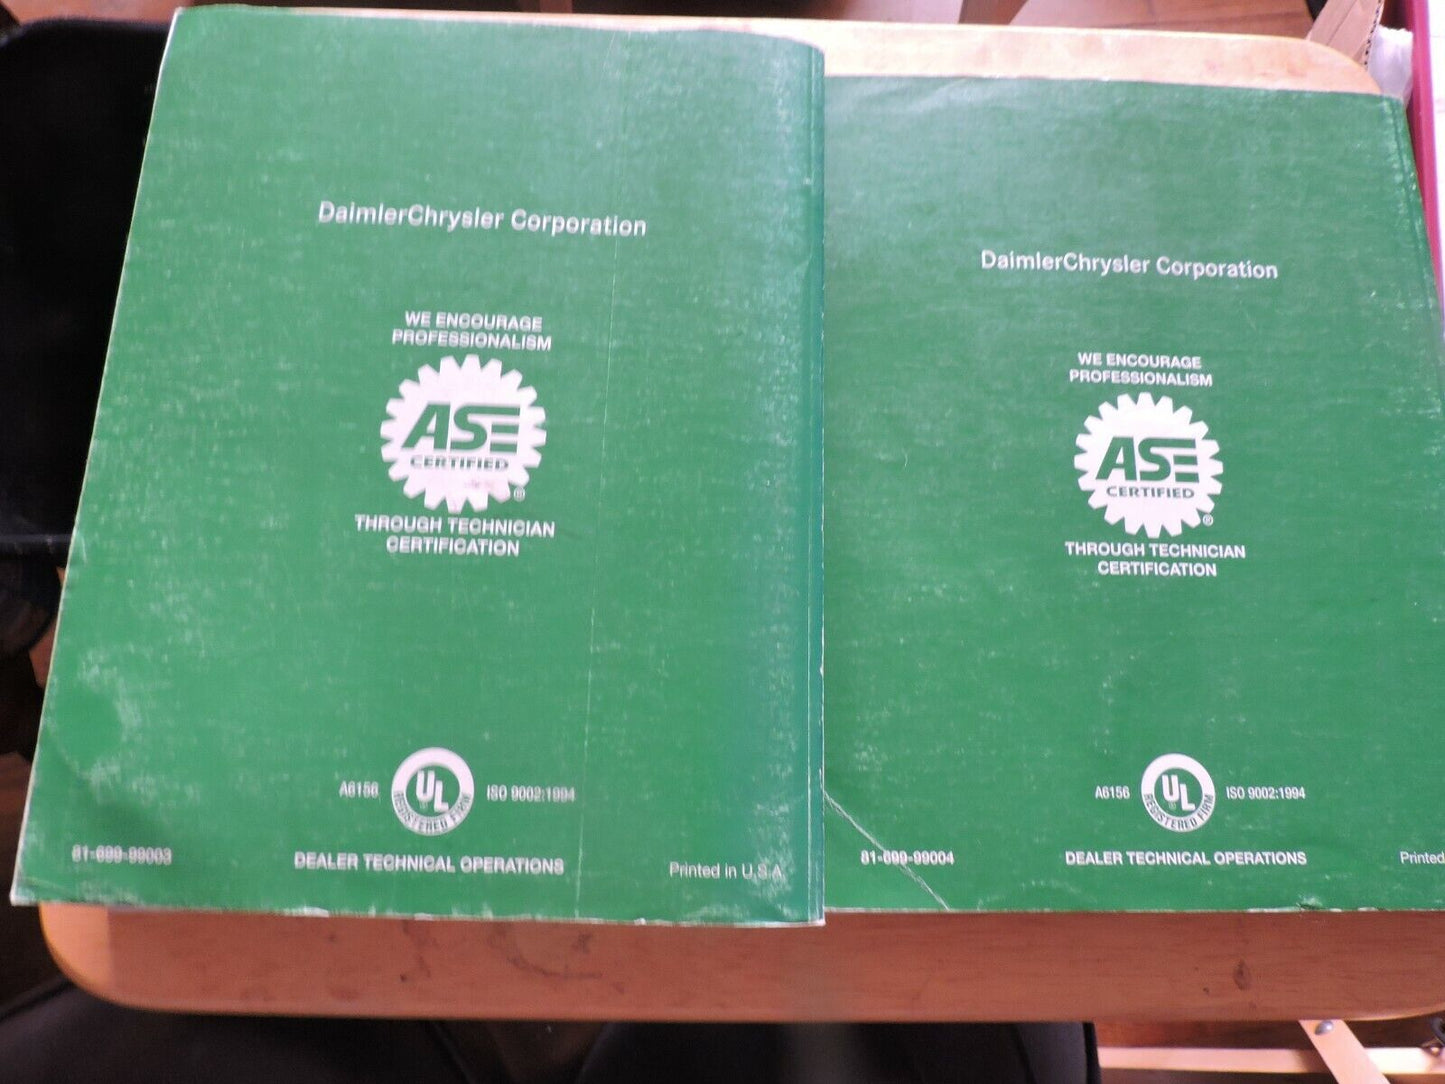 DaimlerChrysler Corporation
WE ENCOURAGE
PROFESSIONALISM
ASE
CERTIFIED
®
THROUGH TECHNICIAN
CERTIFICATION
A6156
UL
REGISTERED FIRM
ISO 9002:1994
81-699-99003
DEALER TECHNICAL OPERATIONS
Printed in U.S.A.
DaimlerChrysler Corporation
WE ENCOURAGE
PROFESSIONALISM
ASE
CERTIFIED
®
THROUGH TECHNICIAN
CERTIFICATION
A6156
UL
REGISTERED FIRM
ISO 9002:1994
81-699-99004
DEALER TECHNICAL OPERATIONS
Printed